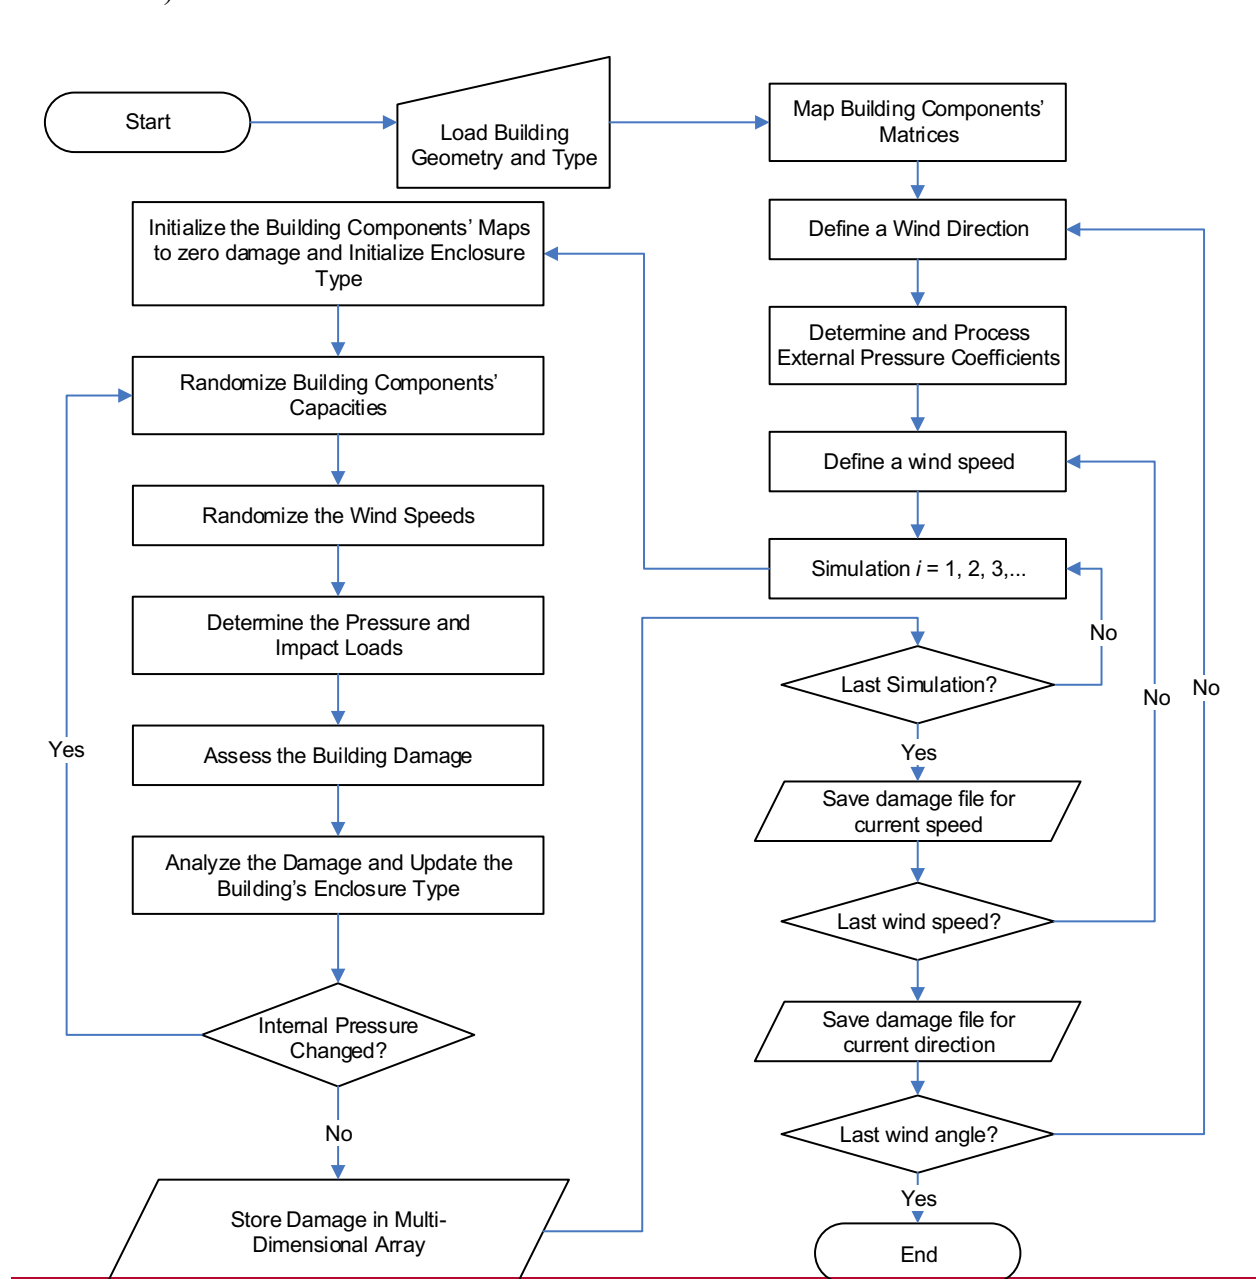 Start
Load Building
Geometry and Type
Map Building Components'
Matrices
Define a Wind Direction
Determine and Process
External Pressure Coefficients
Define a wind speed
Simulation i = 1, 2, 3,...
Initialize the Building Components' Maps
to zero damage and Initialize Enclosure
Type
Randomize Building Components'
Capacities
Randomize the Wind Speeds
Determine the Pressure and
Impact Loads
Assess the Building Damage
Analyze the Damage and Update the
Building's Enclosure Type
Internal Pressure
Changed?
Yes
No
Store Damage in Multi-
Dimensional Array
Last Simulation?
No
Yes
Save damage file for
current speed
Last wind speed?
No
Save damage file for
current direction
Last wind angle?
No
Yes
End